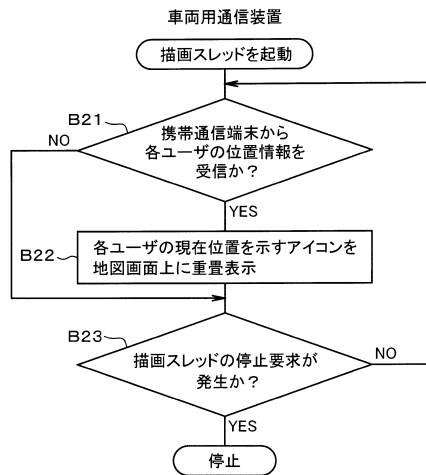 車両用通信装置
描画スレッドを起動
B21
携帯通信端末から
各ユーザの位置情報を
受信か？
NO
YES
B22
各ユーザの現在位置を示すアイコンを
地図画面上に重畳表示
B23
描画スレッドの停止要求が
発生か？
NO
YES
停止